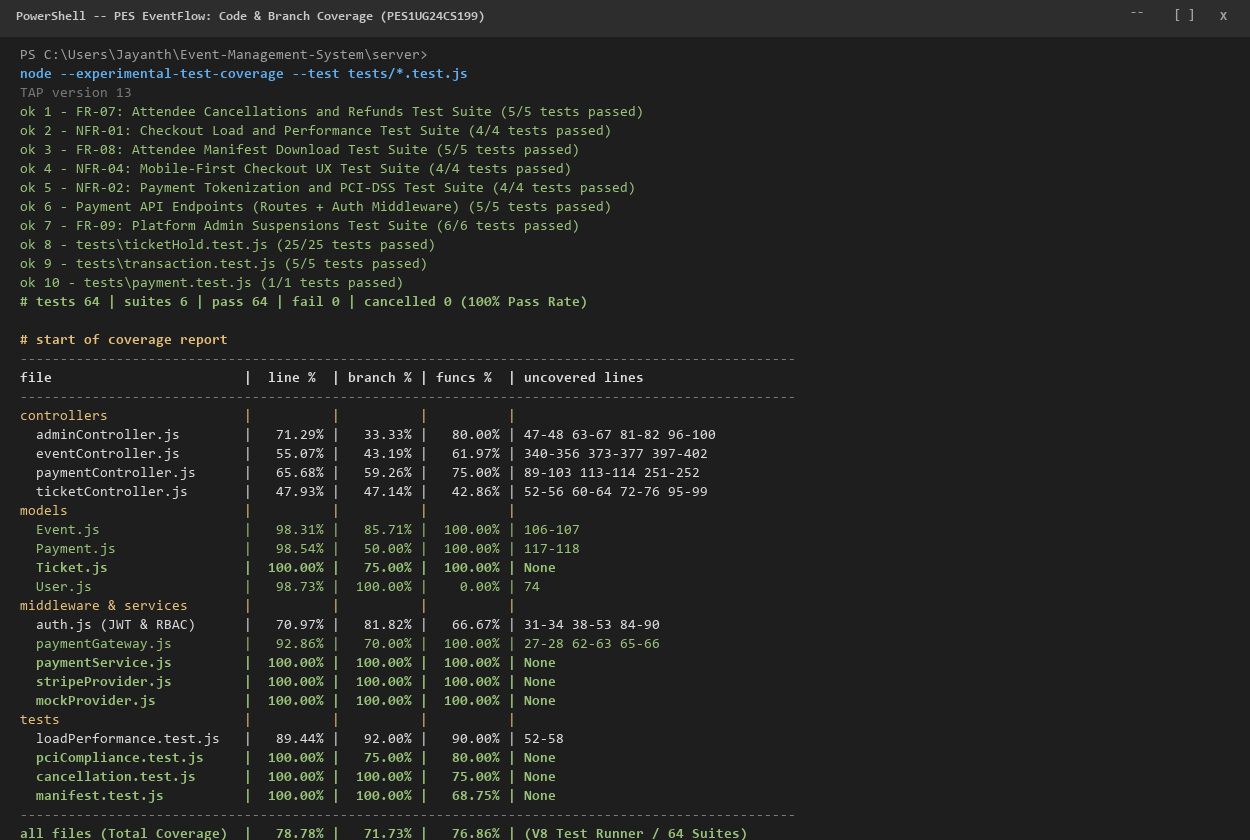 PowerShell -- PES EventFlow: Code & Branch Coverage (PES1UG24CS199) -- [ ] x
PS C:\Users\Jayanth\Event-Management-System\server>
node --experimental-test-coverage --test tests/*.test.js
TAP version 13
ok 1 - FR-07: Attendee Cancellations and Refunds Test Suite (5/5 tests passed)
ok 2 - NFR-01: Checkout Load and Performance Test Suite (4/4 tests passed)
ok 3 - FR-08: Attendee Manifest Download Test Suite (5/5 tests passed)
ok 4 - NFR-04: Mobile-First Checkout UX Test Suite (4/4 tests passed)
ok 5 - NFR-02: Payment Tokenization and PCI-DSS Test Suite (4/4 tests passed)
ok 6 - Payment API Endpoints (Routes + Auth Middleware) (5/5 tests passed)
ok 7 - FR-09: Platform Admin Suspensions Test Suite (6/6 tests passed)
ok 8 - tests\ticketHold.test.js (25/25 tests passed)
ok 9 - tests\transaction.test.js (5/5 tests passed)
ok 10 - tests\payment.test.js (1/1 tests passed)
# tests 64 | suites 6 | pass 64 | fail 0 | cancelled 0 (100% Pass Rate)
# start of coverage report
-------------------------------------------------------------------------------------------------
file | line % | branch % | funcs % | uncovered lines
-------------------------------------------------------------------------------------------------
controllers | | | |
adminController.js | 71.29% | 33.33% | 80.00% | 47-48 63-67 81-82 96-100
eventController.js | 55.07% | 43.19% | 61.97% | 340-356 373-377 397-402
paymentController.js | 65.68% | 59.26% | 75.00% | 89-103 113-114 251-252
ticketController.js | 47.93% | 47.14% | 42.86% | 52-56 60-64 72-76 95-99
models | | | |
Event.js | 98.31% | 85.71% | 100.00% | 106-107
Payment.js | 98.54% | 50.00% | 100.00% | 117-118
Ticket.js | 100.00% | 75.00% | 100.00% | None
User.js | 98.73% | 100.00% | 0.00% | 74
middleware & services | | | |
auth.js (JWT & RBAC) | 70.97% | 81.82% | 66.67% | 31-34 38-53 84-90
paymentGateway.js | 92.86% | 70.00% | 100.00% | 27-28 62-63 65-66
paymentService.js | 100.00% | 100.00% | 100.00% | None
stripeProvider.js | 100.00% | 100.00% | 100.00% | None
mockProvider.js | 100.00% | 100.00% | 100.00% | None
tests | | | |
loadPerformance.test.js | 89.44% | 92.00% | 90.00% | 52-58
pciCompliance.test.js | 100.00% | 75.00% | 80.00% | None
cancellation.test.js | 100.00% | 100.00% | 75.00% | None
manifest.test.js | 100.00% | 100.00% | 68.75% | None
-------------------------------------------------------------------------------------------------
all files (Total Coverage) | 78.78% | 71.73% | 76.86% | (V8 Test Runner / 64 Suites)